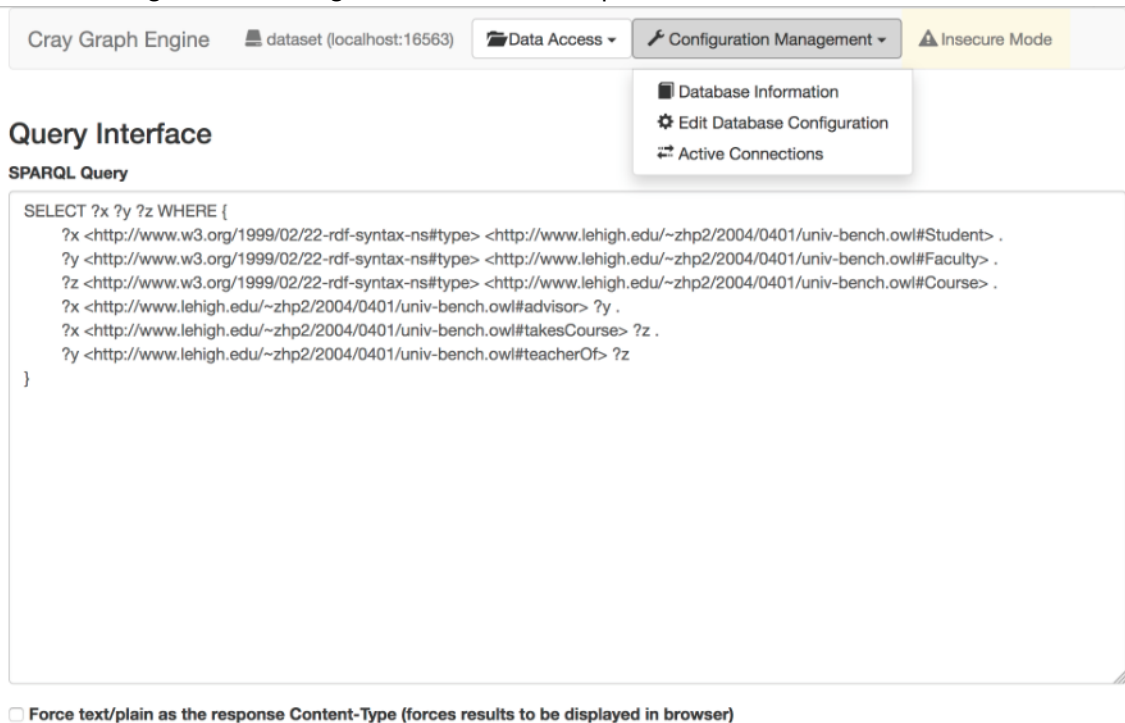 Cray Graph Engine dataset (localhost:16563) Data Access Configuration Management Insecure Mode
Database Information
Edit Database Configuration
Active Connections
Query Interface
SPARQL Query
SELECT ?x ?y ?z WHERE {
?x <http://www.w3.org/1999/02/22-rdf-syntax-ns#type> <http://www.lehigh.edu/~zhp2/2004/0401/univ-bench.owl#Student> .
?y <http://www.w3.org/1999/02/22-rdf-syntax-ns#type> <http://www.lehigh.edu/~zhp2/2004/0401/univ-bench.owl#Faculty> .
?z <http://www.w3.org/1999/02/22-rdf-syntax-ns#type> <http://www.lehigh.edu/~zhp2/2004/0401/univ-bench.owl#Course> .
?x <http://www.lehigh.edu/~zhp2/2004/0401/univ-bench.owl#advisor> ?y .
?x <http://www.lehigh.edu/~zhp2/2004/0401/univ-bench.owl#takesCourse> ?z .
?y <http://www.lehigh.edu/~zhp2/2004/0401/univ-bench.owl#teacherOf> ?z
}
Force text/plain as the response Content-Type (forces results to be displayed in browser)